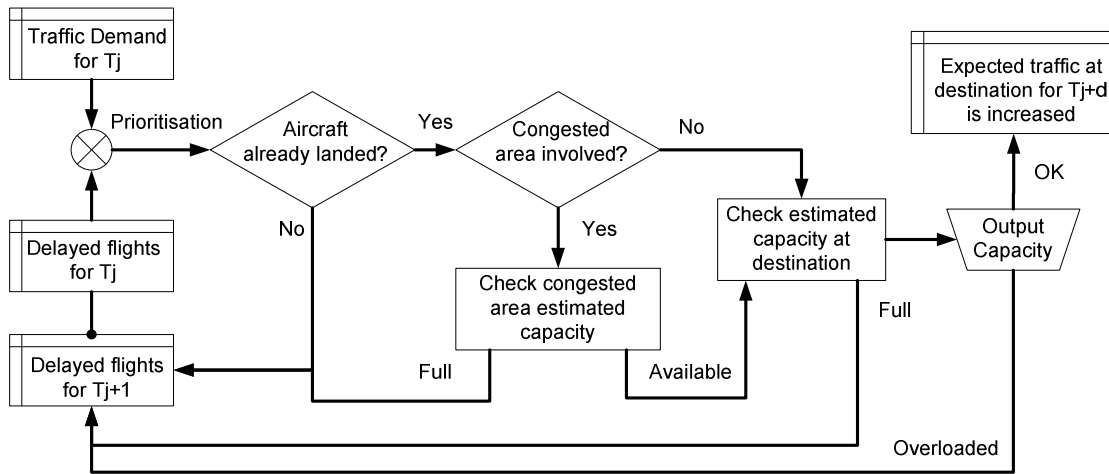 Traffic Demand
for Tj
Prioritisation
Aircraft
already landed?
Yes
Congested
area involved?
No
Expected traffic at
destination for Tj+d
is increased
OK
Delayed flights
for Tj
No
Yes
Check estimated
capacity at
destination
Output
Capacity
Check congested
area estimated
capacity
Full
Delayed flights
for Tj+1
Full
Available
Overloaded